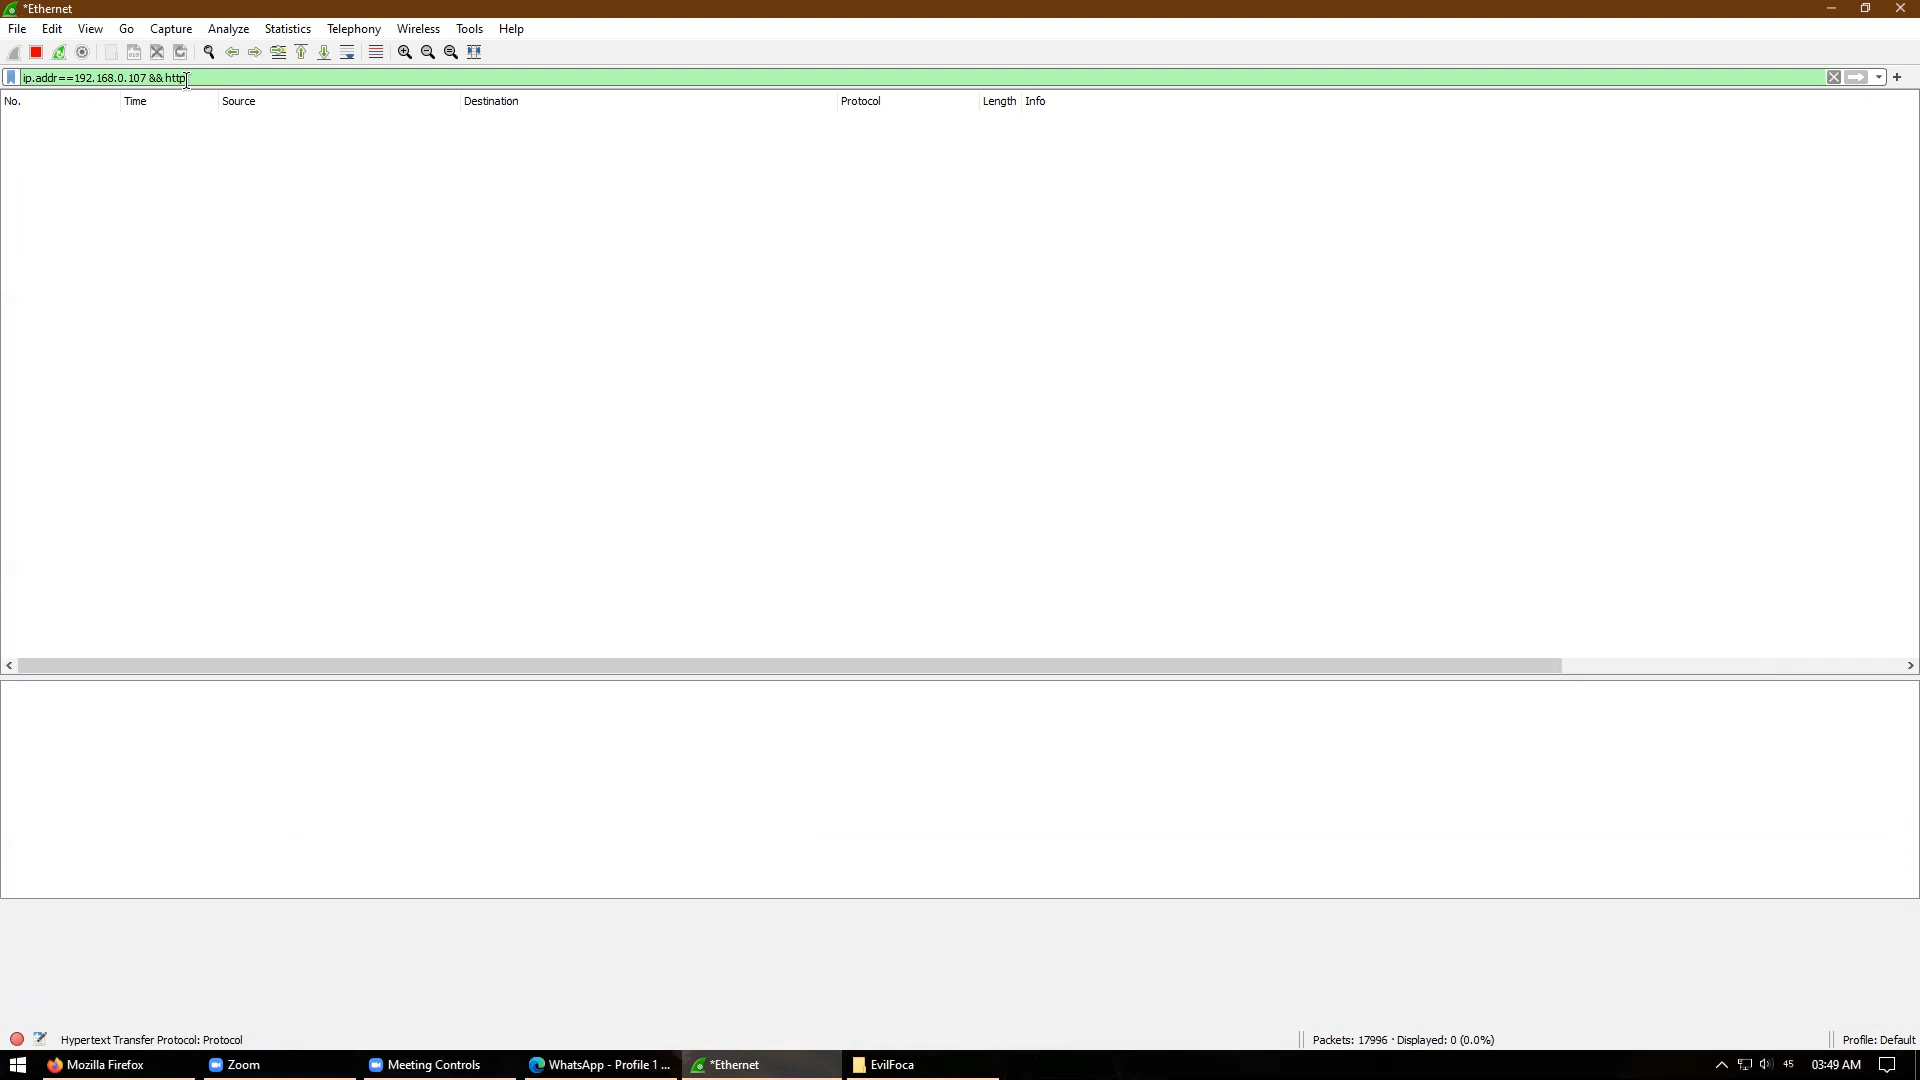 *Ethernet
File Edit View Go Capture Analyze Statistics Telephony Wireless Tools Help
ip.addr==192.168.0.107 && http
No. Time Source Destination Protocol Length Info
Hypertext Transfer Protocol: Protocol Packets: 17996 · Displayed: 0 (0.0%) Profile: Default
Mozilla Firefox Zoom Meeting Controls WhatsApp - Profile 1 ... *Ethernet EvilFoca 45 03:49 AM